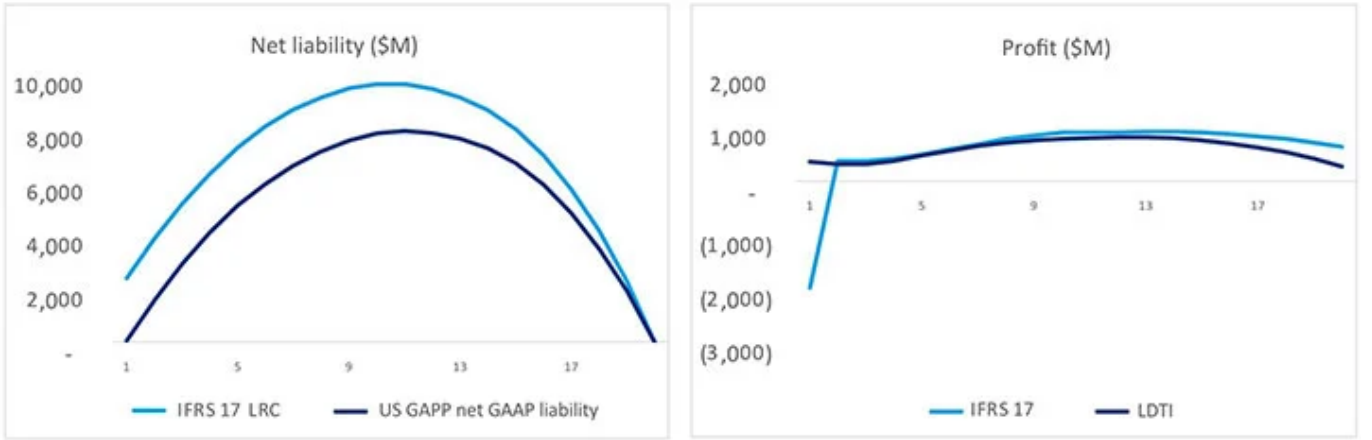 Net liability ($M)
10,000
8,000
6,000
4,000
2,000
-
1 5 9 13 17
IFRS 17 LRC US GAPP net GAAP liability
Profit ($M)
2,000
1,000
-
1 5 9 13 17
(1,000)
(2,000)
(3,000)
IFRS 17 LDTI